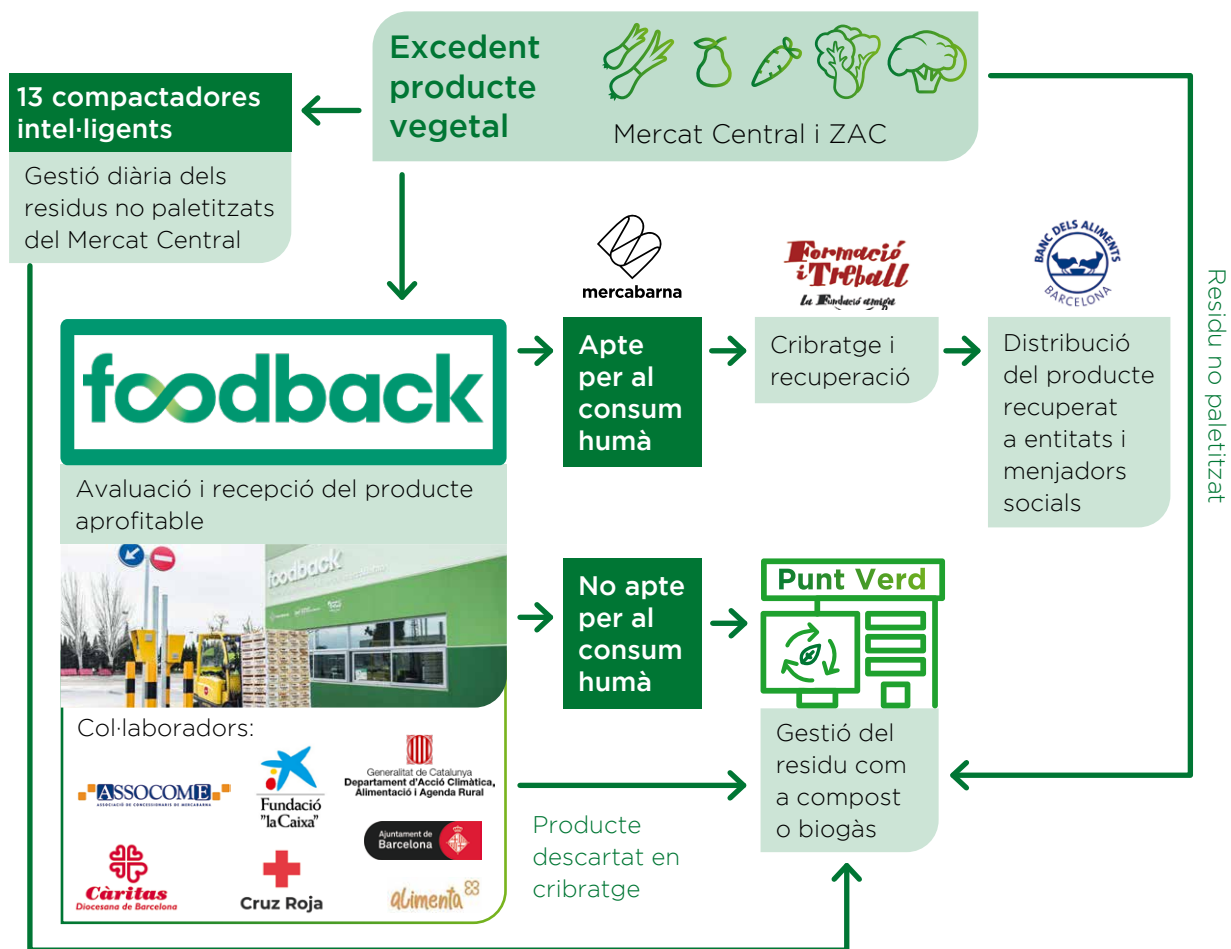 Excedent
producte
vegetal
Mercat Central i ZAC
13 compactadores
intel·ligents
Gestió diària dels
residus no paletitzats
del Mercat Central
mercabarna
Formació
i Treball
la Fundació amiga
BANC DELS ALIMENTS
BARCELONA
Residu no paletitzat
foodback
Avaluació i recepció del producte
aprofitable
Apte
per al
consum
humà
Cribratge i
recuperació
Distribució
del producte
recuperat
a entitats i
menjadors
socials
foodback
No apte
per al
consum
humà
Punt Verd
Gestió del
residu com
a compost
o biogàs
Col·laboradors:
ASSOCOME
ASSOCIACIÓ DE CONCESSIONARIS DE MERCABARNA
Fundació
"la Caixa"
Generalitat de Catalunya
Departament d'Acció Climàtica,
Alimentació i Agenda Rural
Ajuntament de
Barcelona
Càritas
Diocesana de Barcelona
Cruz Roja
alimenta
Producte
descartat en
cribratge